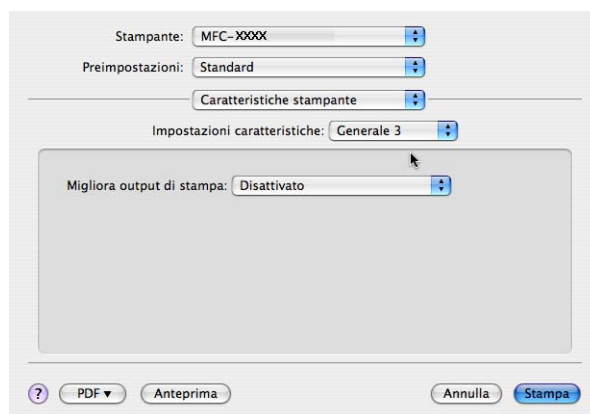 Stampante: MFC-XXXX
Preimpostazioni: Standard
Caratteristiche stampante
Impostazioni caratteristiche: Generale 3
Migliora output di stampa: Disattivato
? PDF▼ Anteprima Annulla Stampa